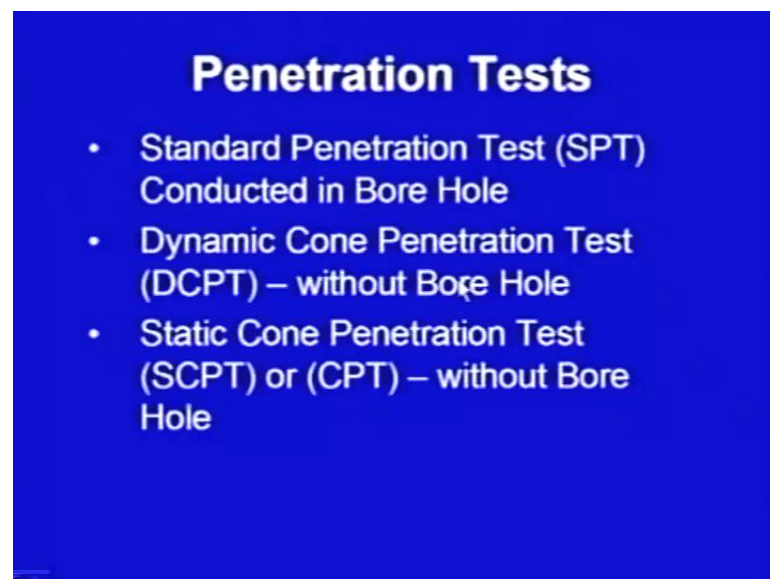 Penetration Tests
• Standard Penetration Test (SPT)
Conducted in Bore Hole
• Dynamic Cone Penetration Test
(DCPT) – without Bore Hole
• Static Cone Penetration Test
(SCPT) or (CPT) – without Bore
Hole